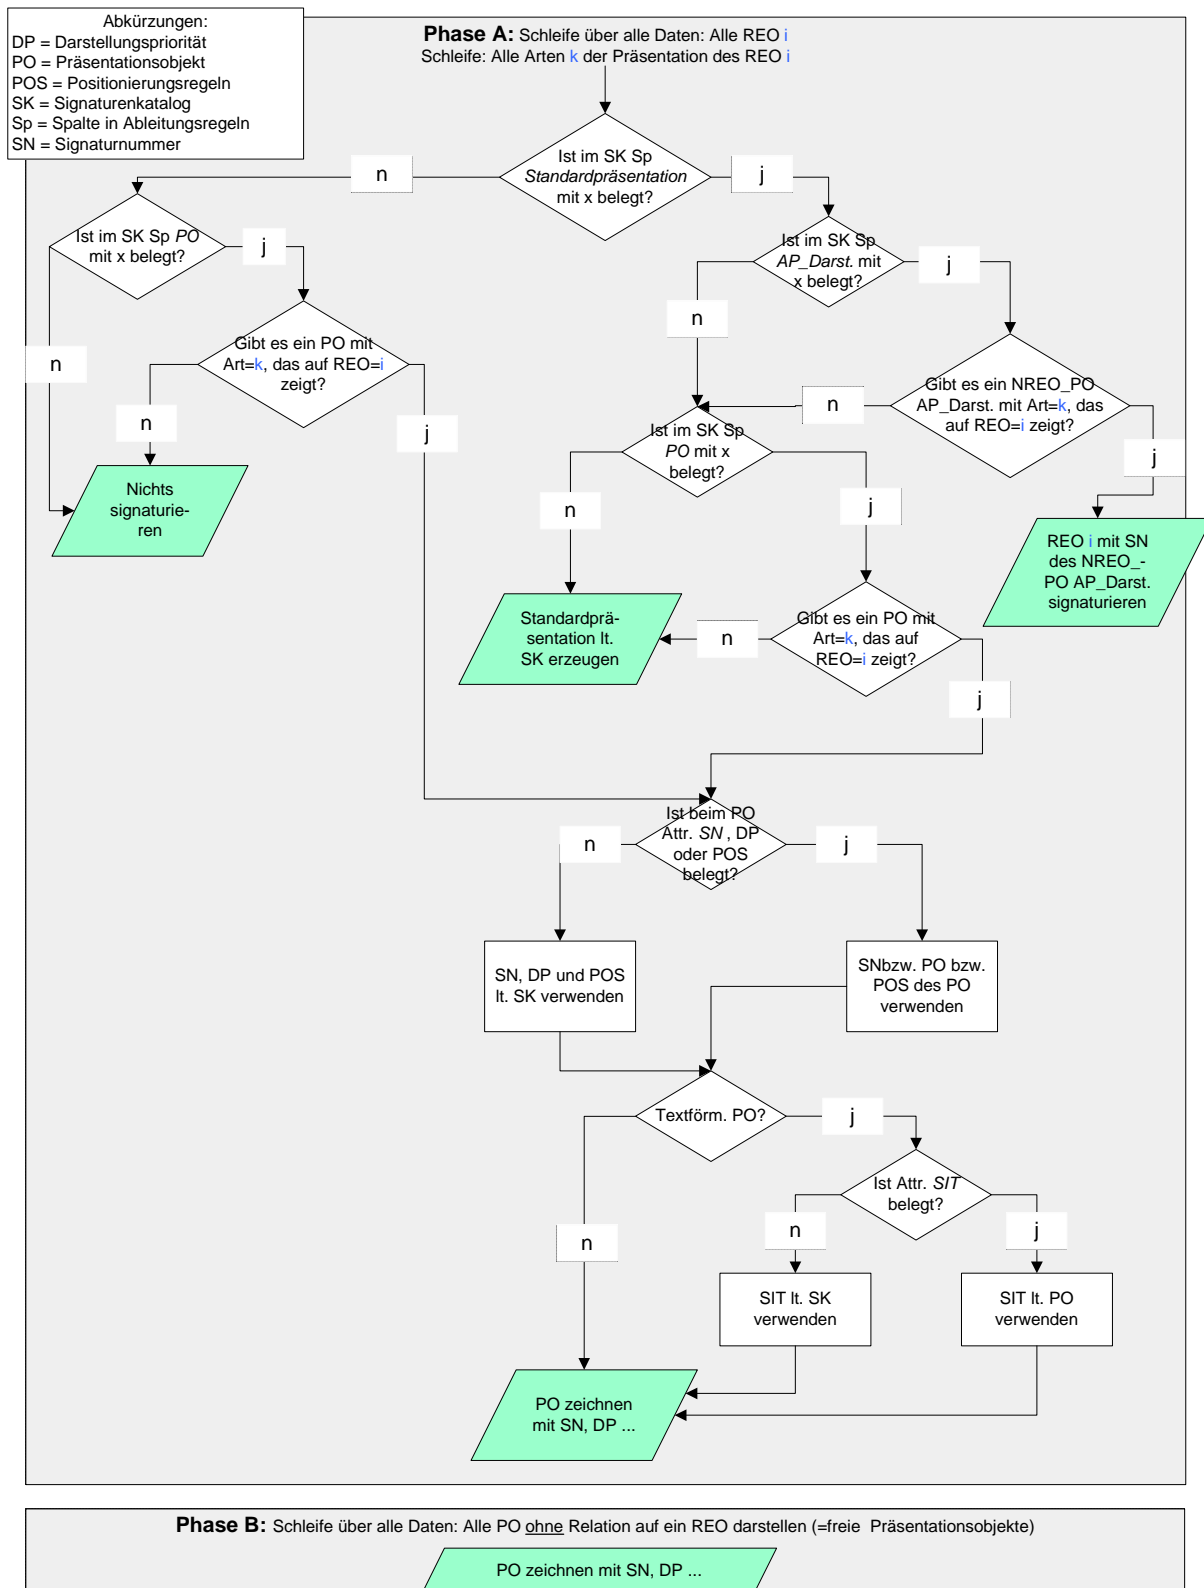 Abkürzungen:
DP = Darstellungspriorität
PO = Präsentationsobjekt
POS = Positionierungsregeln
SK = Signaturenkatalog
Sp = Spalte in Ableitungsregeln
SN = Signaturnummer
Phase A: Schleife über alle Daten: Alle REO i
Schleife: Alle Arten k der Präsentation des REO i
Ist im SK Sp
Standardpräsentation
mit x belegt?
n
j
Ist im SK Sp PO
mit x belegt?
j
n
Ist im SK Sp
AP_Darst. mit
x belegt?
j
n
Gibt es ein PO mit
Art=k, das auf REO=i
zeigt?
n
j
Gibt es ein NREO_PO
AP_Darst. mit Art=k, das
auf REO=i zeigt?
n
j
Ist im SK Sp
PO mit x
belegt?
n
j
Nichts
signaturie-
ren
REO i mit SN
des NREO_-
PO AP_Darst.
signaturieren
Standardprä-
sentation lt.
SK erzeugen
Gibt es ein PO mit
Art=k, das auf
REO=i zeigt?
n
j
Ist beim PO
Attr. SN , DP
oder POS
belegt?
n
j
SN, DP und POS
lt. SK verwenden
SNbzw. PO bzw.
POS des PO
verwenden
Textförm. PO?
j
n
Ist Attr. SIT
belegt?
n
j
SIT lt. SK
verwenden
SIT lt. PO
verwenden
PO zeichnen
mit SN, DP ...
Phase B: Schleife über alle Daten: Alle PO ohne Relation auf ein REO darstellen (=freie Präsentationsobjekte)
PO zeichnen mit SN, DP ...